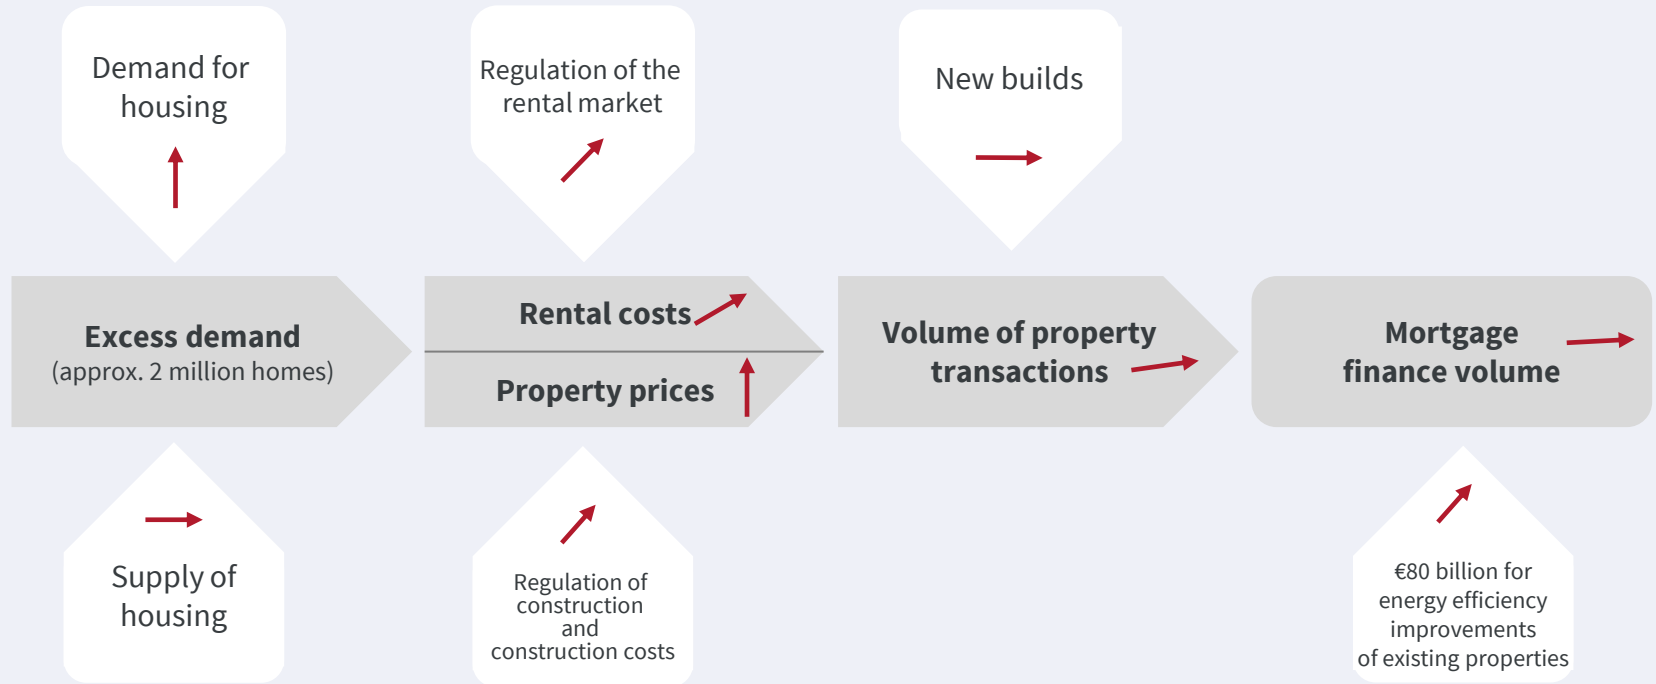 Demand for
housing
Regulation of the
rental market
New builds
Excess demand
(approx. 2 million homes)
Rental costs
Property prices
Volume of property
transactions
Mortgage
finance volume
Supply of
housing
Regulation of
construction
and
construction costs
€80 billion for
energy efficiency
improvements
of existing properties